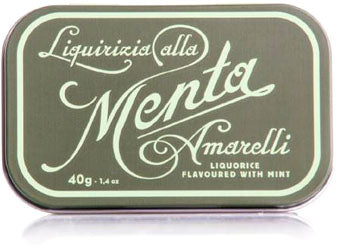 Liquirizia alla
Menta
Amarelli
LIQUORICE
FLAVOURED WITH MINT
40g - 1,4 oz